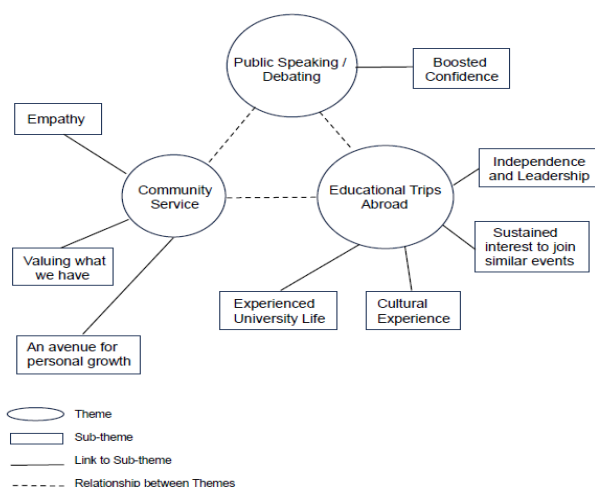 Public Speaking /
Debating
Boosted
Confidence
Empathy
Community
Service
Educational Trips
Abroad
Independence
and Leadership
Sustained
interest to join
similar events
Valuing what
we have
Experienced
University Life
Cultural
Experience
An avenue for
personal growth
Theme
Sub-theme
Link to Sub-theme
Relationship between Themes